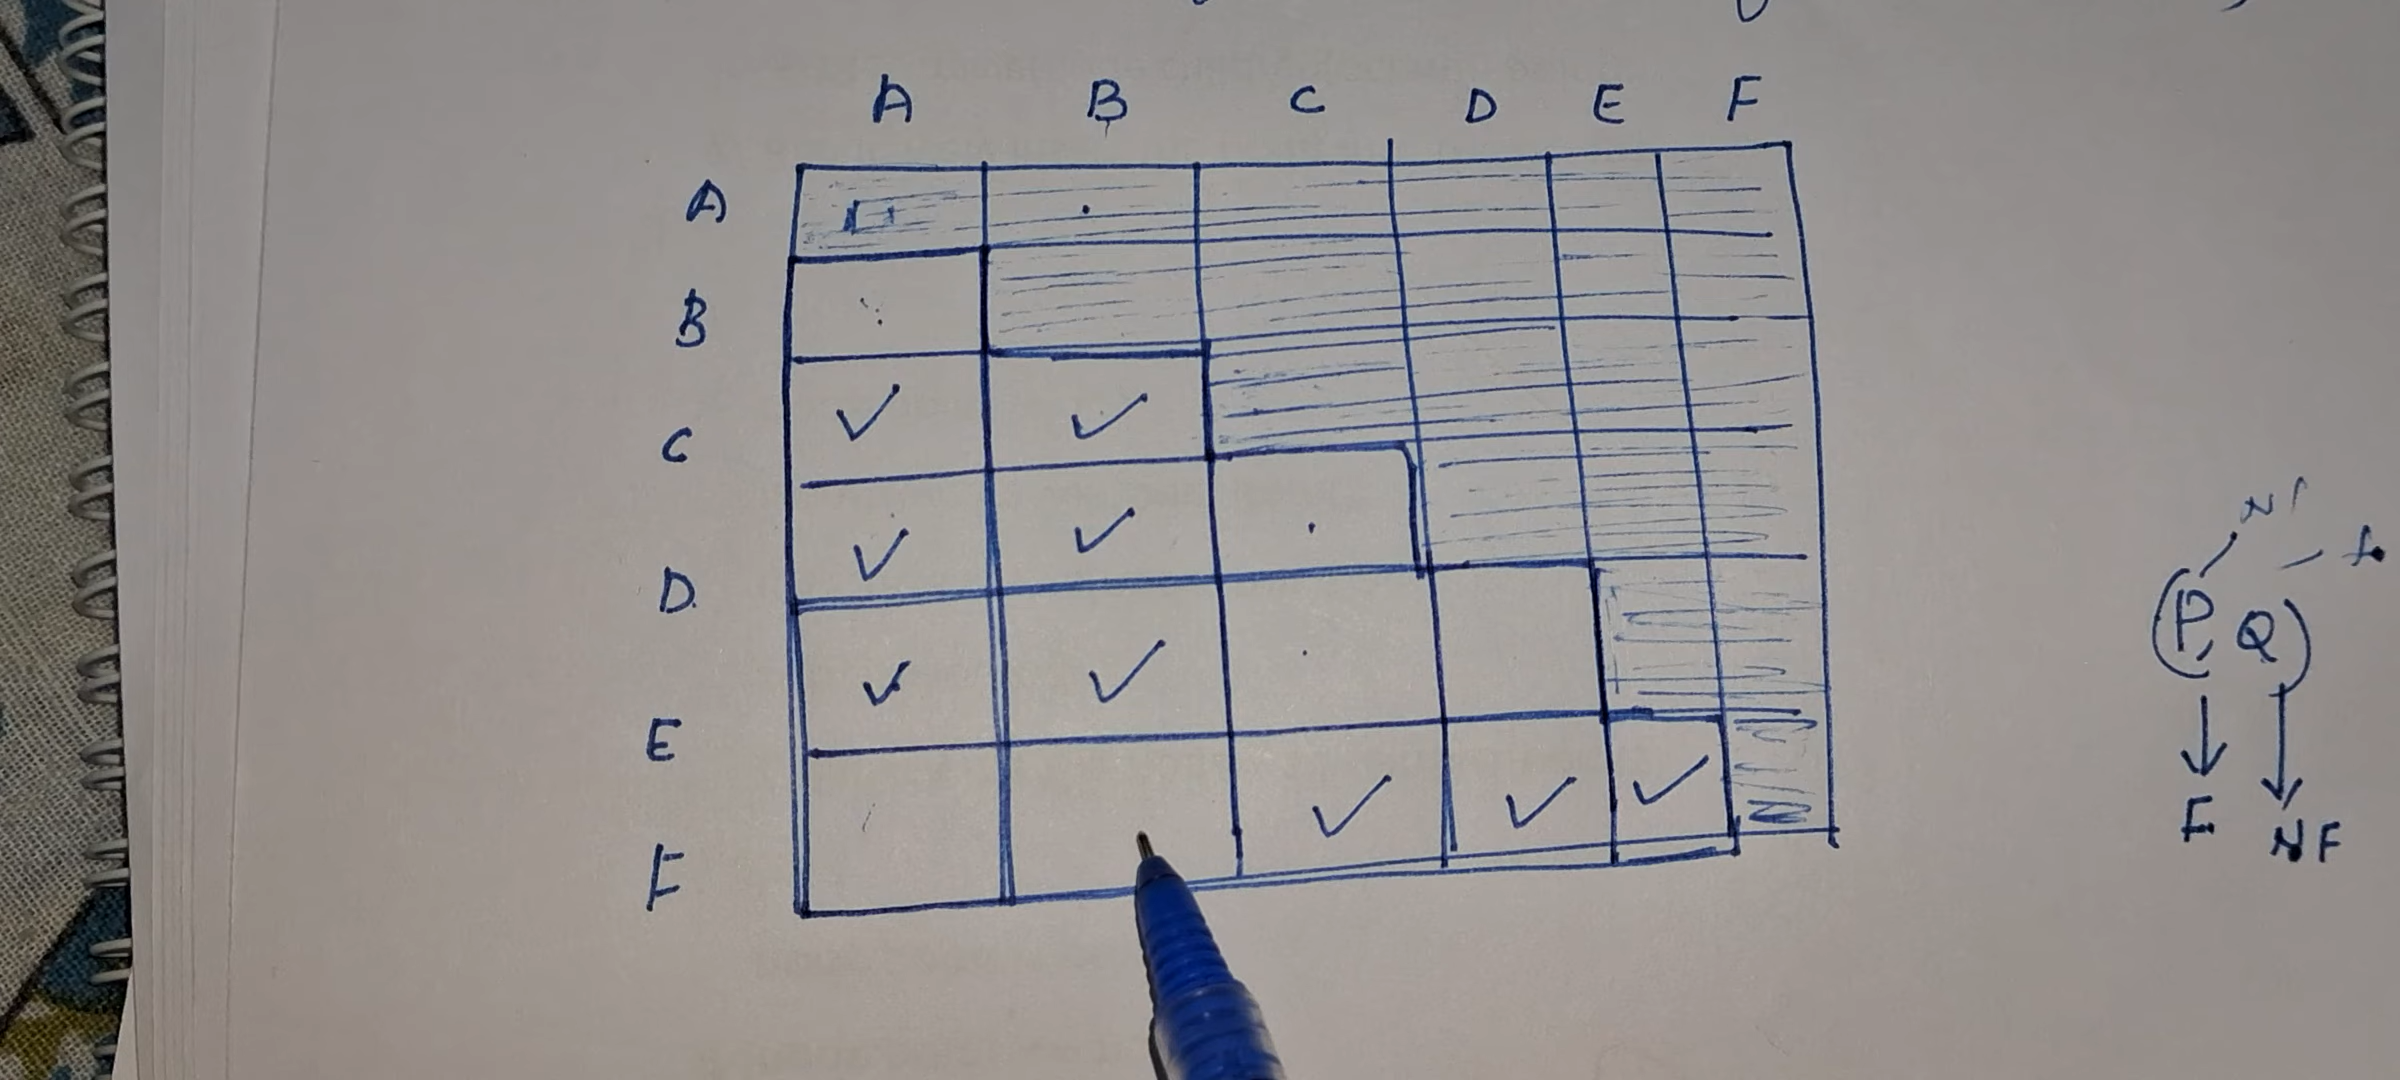 A B C D E F
A
B
C ✓ ✓
D ✓ ✓
E ✓ ✓
F ✓ ✓ ✓
(P, Q)
F NF